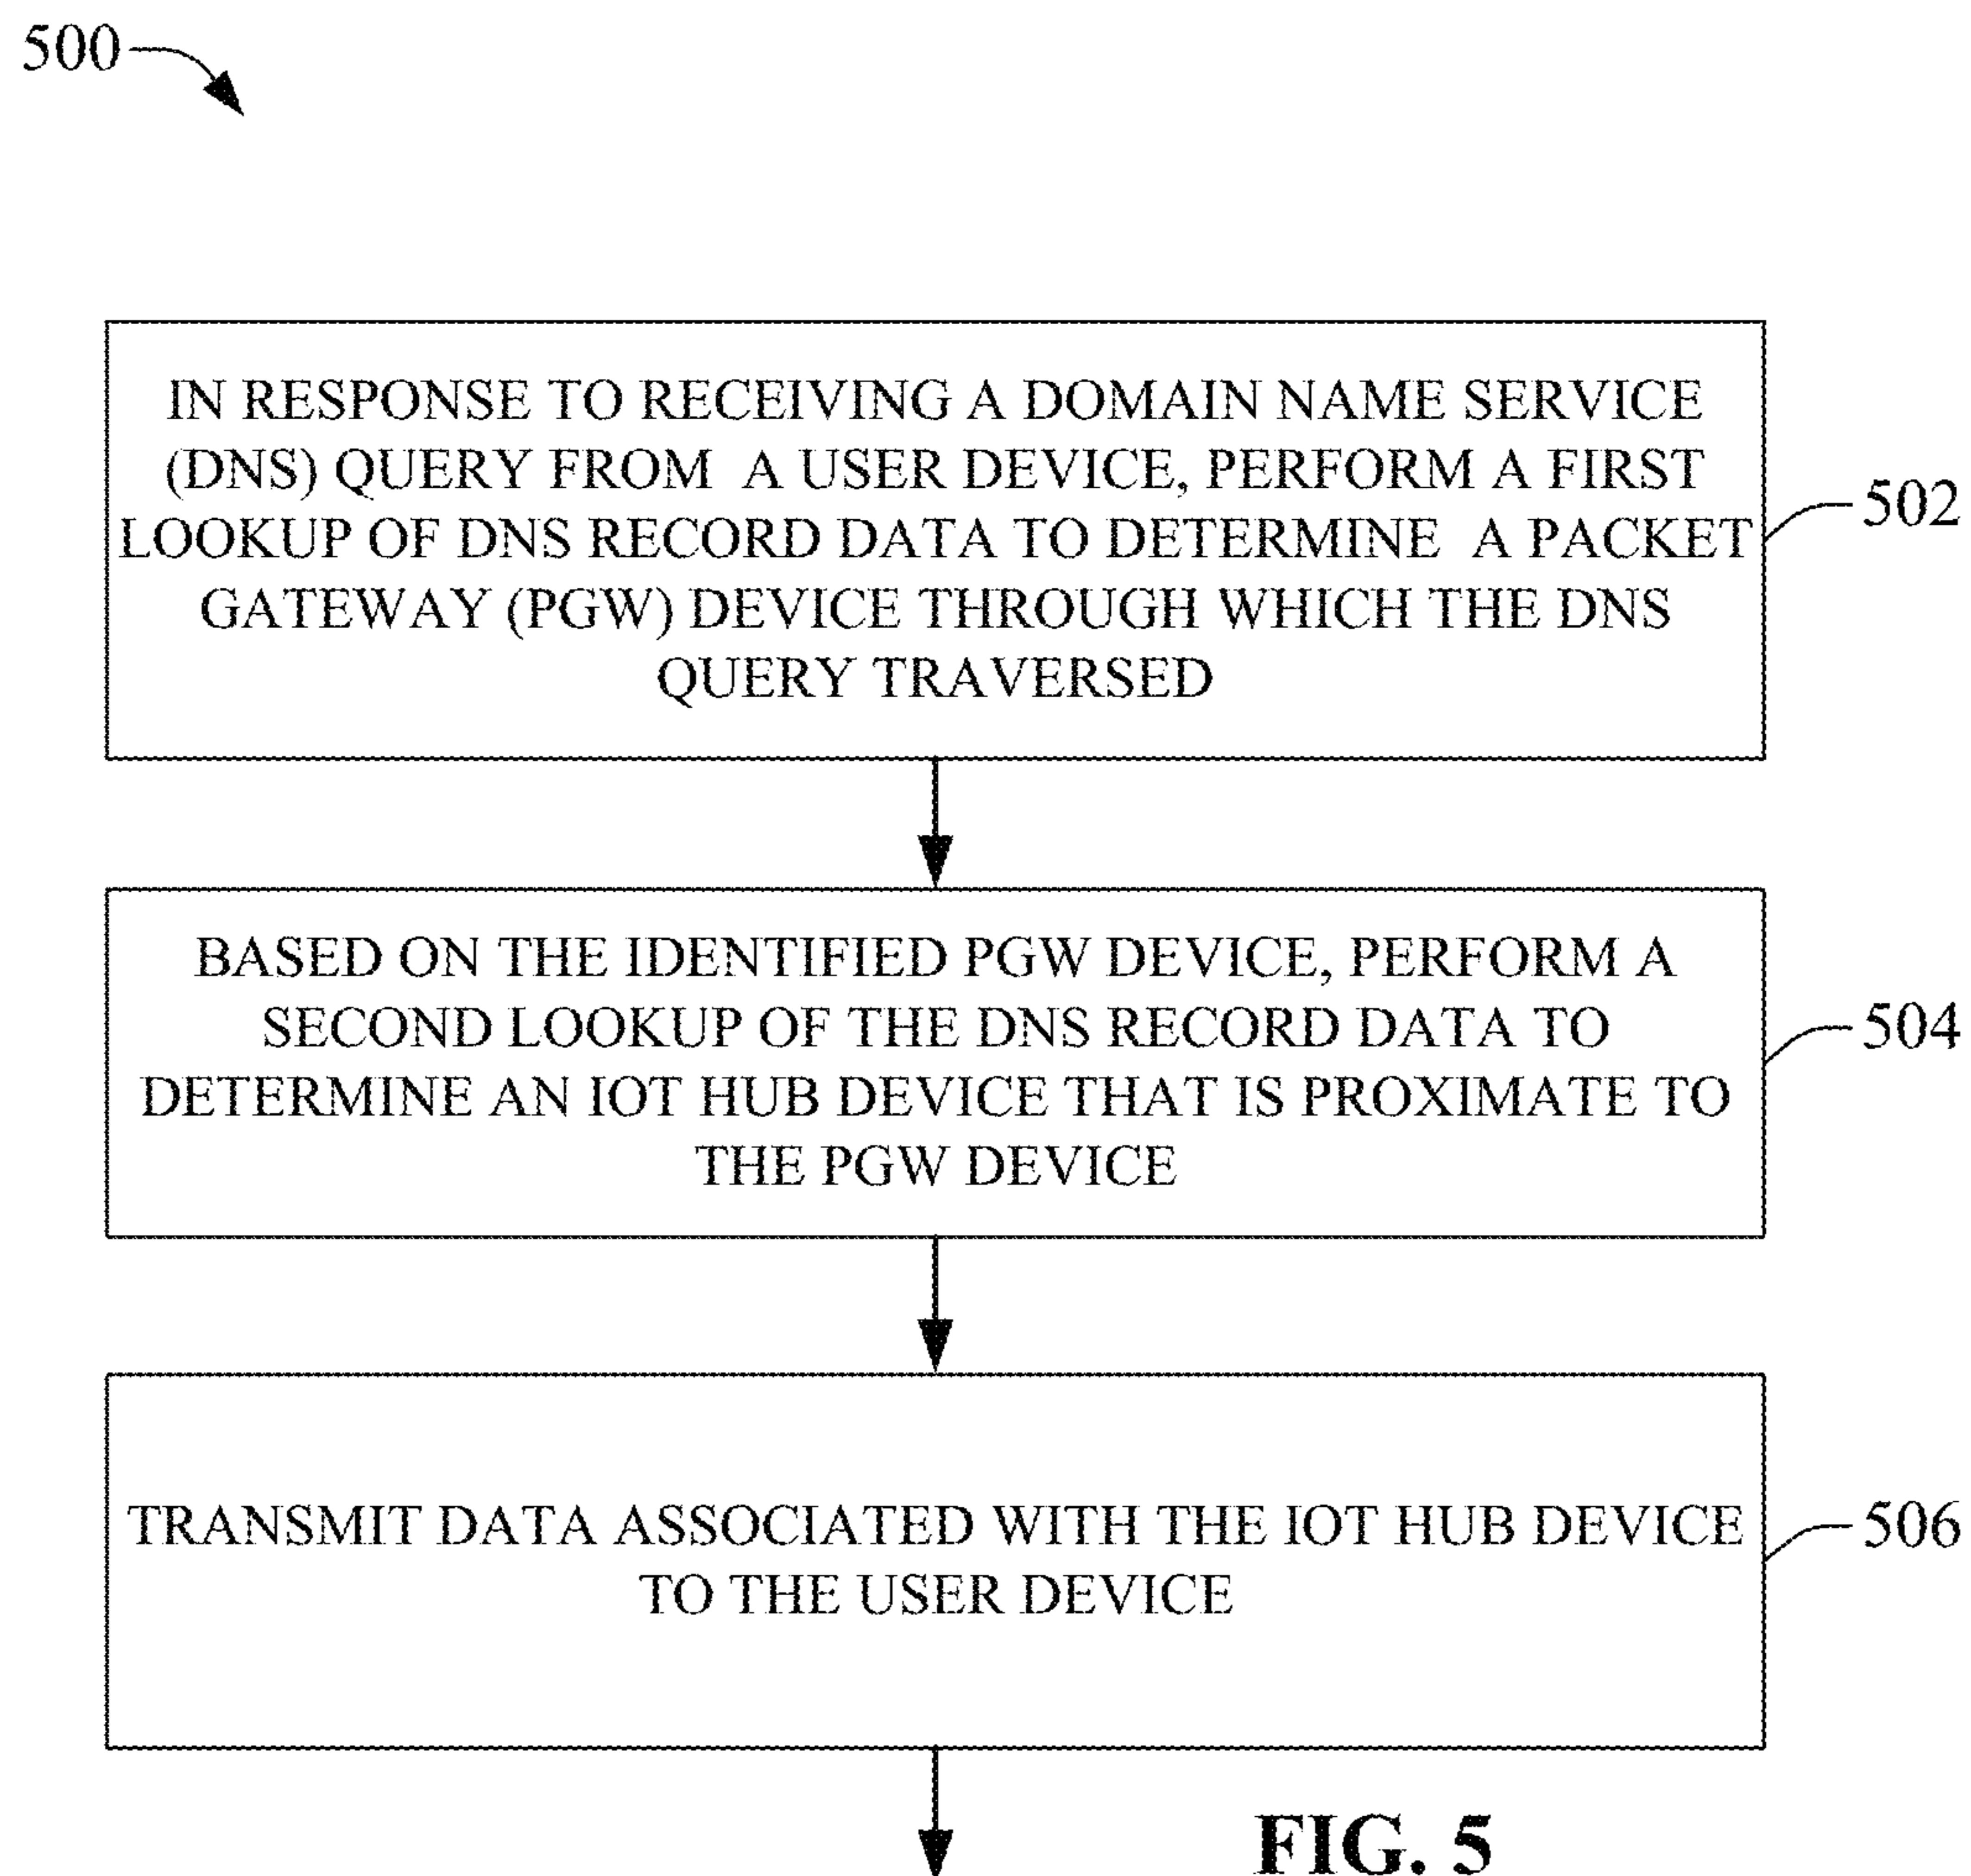 500
IN RESPONSE TO RECEIVING A DOMAIN NAME SERVICE
(DNS) QUERY FROM A USER DEVICE, PERFORM A FIRST
LOOKUP OF DNS RECORD DATA TO DETERMINE A PACKET
GATEWAY (PGW) DEVICE THROUGH WHICH THE DNS
QUERY TRAVERSED
502
BASED ON THE IDENTIFIED PGW DEVICE, PERFORM A
SECOND LOOKUP OF THE DNS RECORD DATA TO
DETERMINE AN IOT HUB DEVICE THAT IS PROXIMATE TO
THE PGW DEVICE
504
TRANSMIT DATA ASSOCIATED WITH THE IOT HUB DEVICE
TO THE USER DEVICE
506
FIG. 5